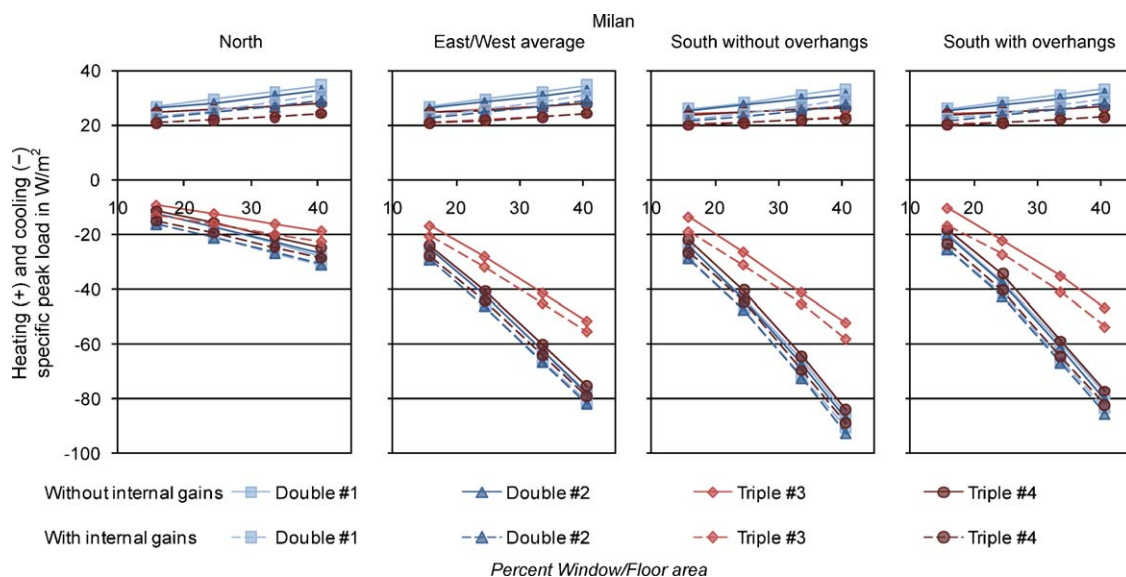 Milan
North East/West average South without overhangs South with overhangs
Heating (+) and cooling (−)
specific peak load in W/m²
40
20
0
-20
-40
-60
-80
-100
10 20 30 40 10 20 30 40 10 20 30 40 10 20 30 40
Without internal gains Double #1 Double #2 Triple #3 Triple #4
With internal gains Double #1 Double #2 Triple #3 Triple #4
Percent Window/Floor area